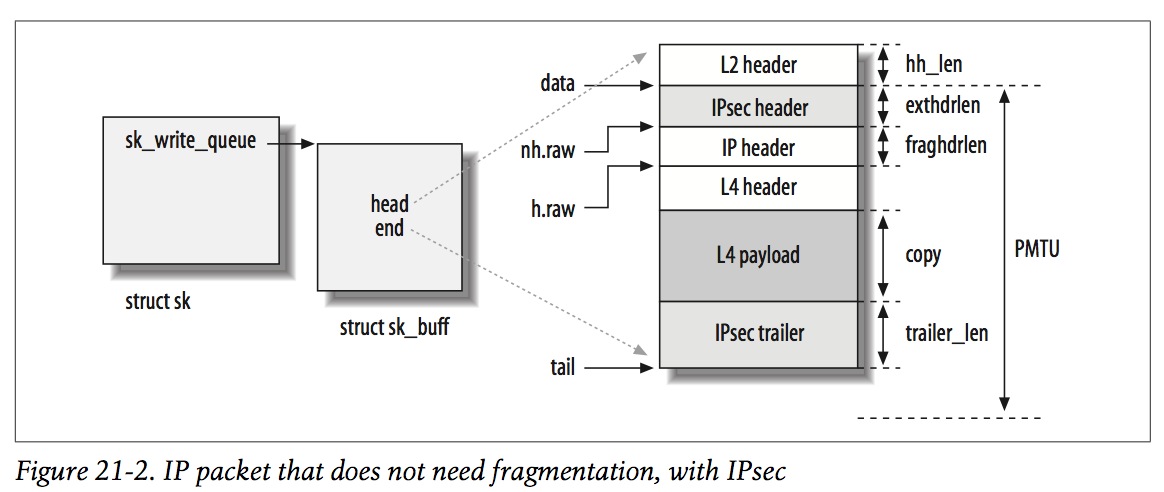 L2 header
hh_len
data
IPsec header
exthdrlen
sk_write_queue
nh.raw
IP header
fraghdrlen
head
end
h.raw
L4 header
L4 payload
copy
PMTU
struct sk
struct sk_buff
IPsec trailer
trailer_len
tail
Figure 21-2. IP packet that does not need fragmentation, with IPsec